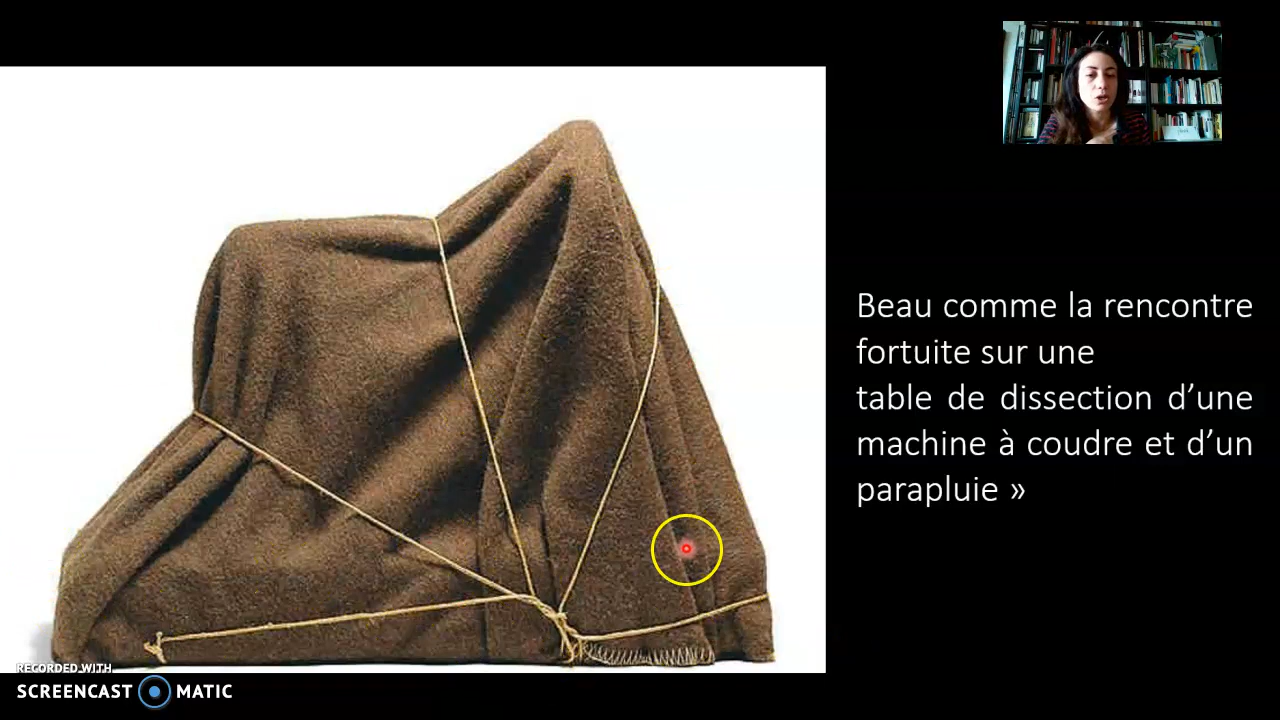 Beau comme la rencontre
fortuite sur une
table de dissection d’une
machine à coudre et d’un
parapluie »
RECORDED WITH
SCREENCAST MATIC